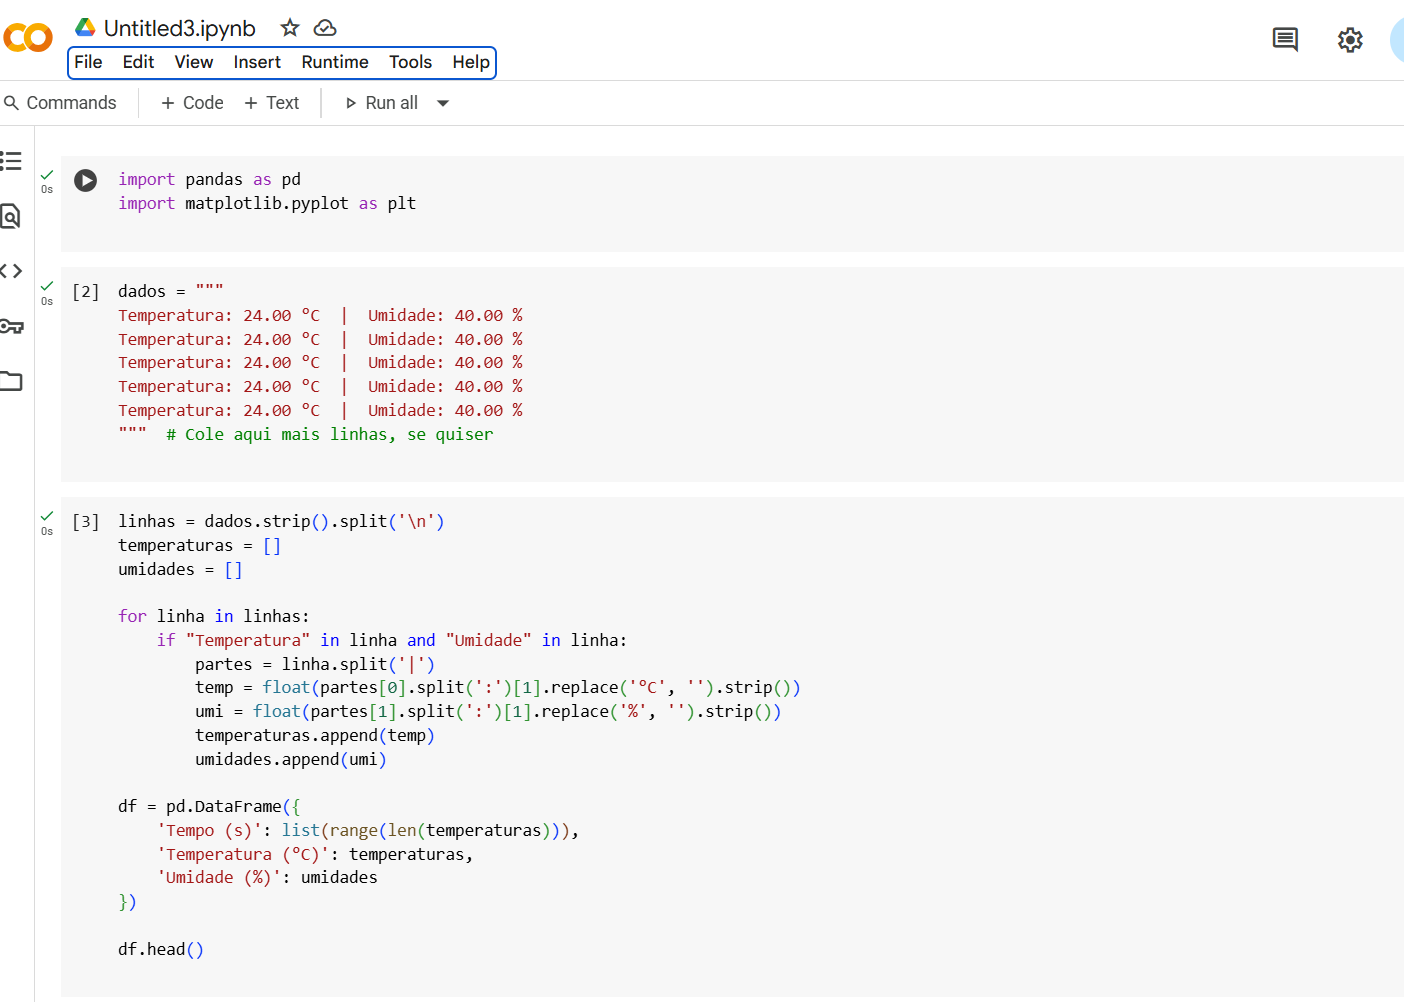 Untitled3.ipynb
File Edit View Insert Runtime Tools Help
Commands + Code + Text Run all
0s
import pandas as pd
import matplotlib.pyplot as plt
0s
[2] dados = """
Temperatura: 24.00 °C  |  Umidade: 40.00 %
Temperatura: 24.00 °C  |  Umidade: 40.00 %
Temperatura: 24.00 °C  |  Umidade: 40.00 %
Temperatura: 24.00 °C  |  Umidade: 40.00 %
Temperatura: 24.00 °C  |  Umidade: 40.00 %
"""  # Cole aqui mais linhas, se quiser
0s
[3] linhas = dados.strip().split('\n')
temperaturas = []
umidades = []
for linha in linhas:
    if "Temperatura" in linha and "Umidade" in linha:
        partes = linha.split('|')
        temp = float(partes[0].split(':')[1].replace('°C', '').strip())
        umi = float(partes[1].split(':')[1].replace('%', '').strip())
        temperaturas.append(temp)
        umidades.append(umi)
df = pd.DataFrame({
    'Tempo (s)': list(range(len(temperaturas))),
    'Temperatura (°C)': temperaturas,
    'Umidade (%)': umidades
})
df.head()